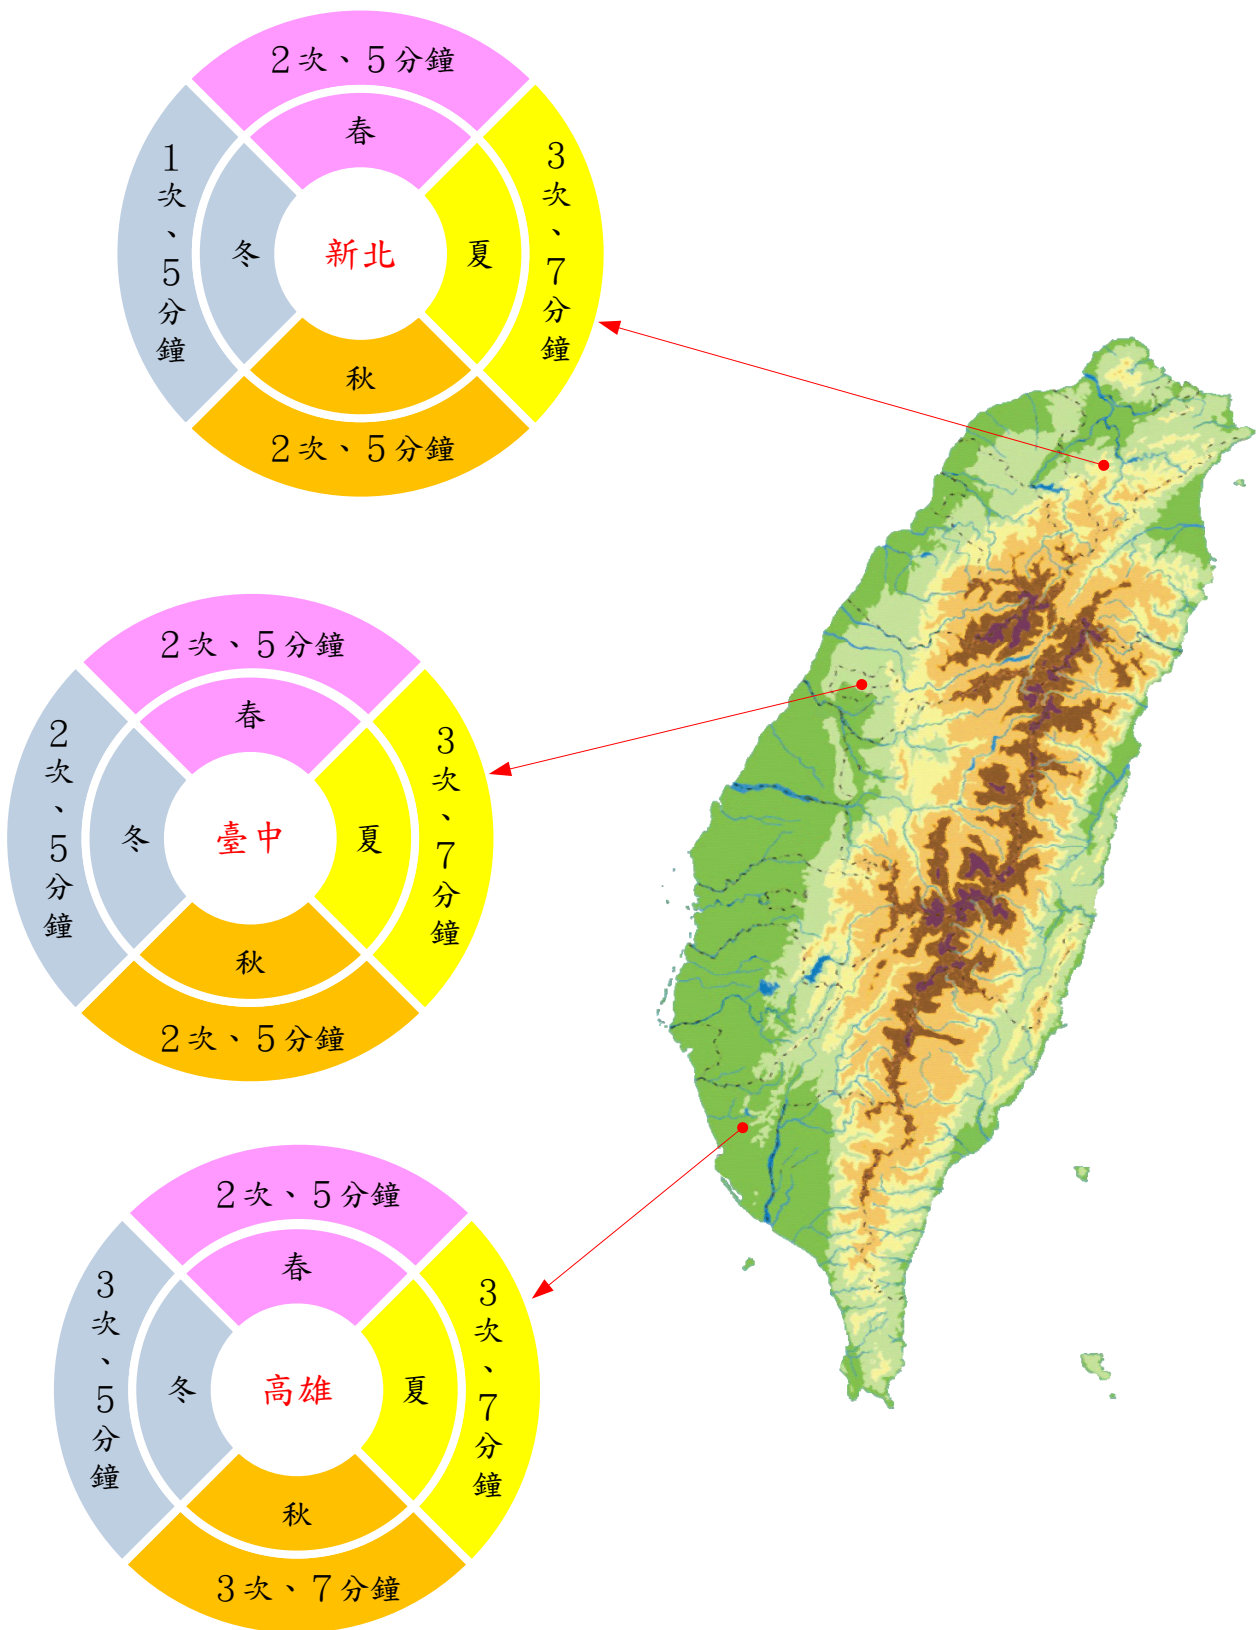 ２次、５分鐘
春
１次、５分鐘
冬
新北
夏
３次、７分鐘
秋
２次、５分鐘
２次、５分鐘
春
２次、５分鐘
冬
臺中
夏
３次、７分鐘
秋
２次、５分鐘
２次、５分鐘
春
３次、５分鐘
冬
高雄
夏
３次、７分鐘
秋
３次、７分鐘